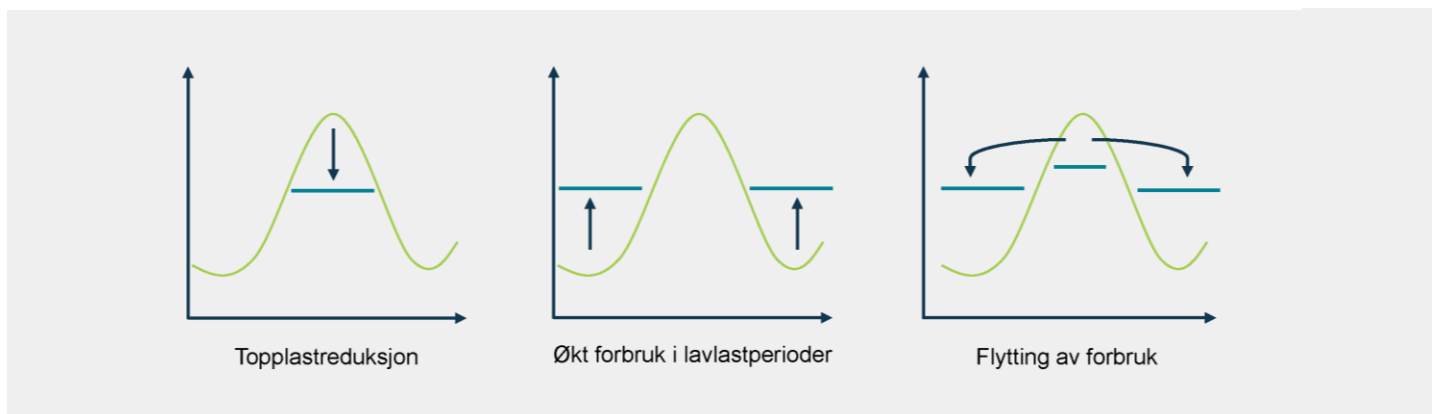 Topplastreduksjon
Økt forbruk i lavlastperioder
Flytting av forbruk